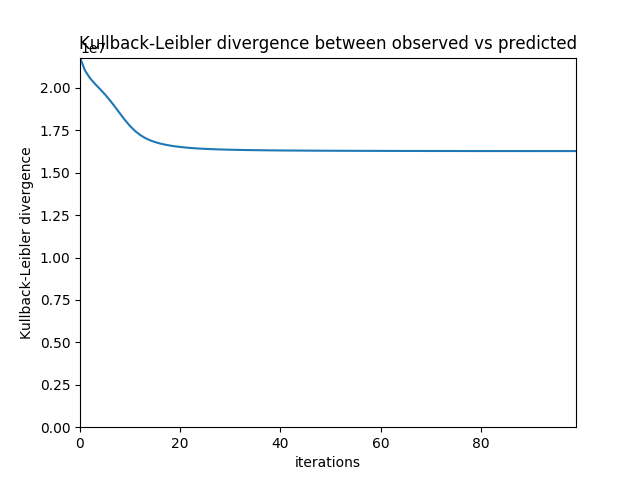 Kullback-Leibler divergence between observed vs predicted
1e7
2.00
1.75
1.50
1.25
1.00
0.75
0.50
0.25
0.00
Kullback-Leibler divergence
0 20 40 60 80
iterations